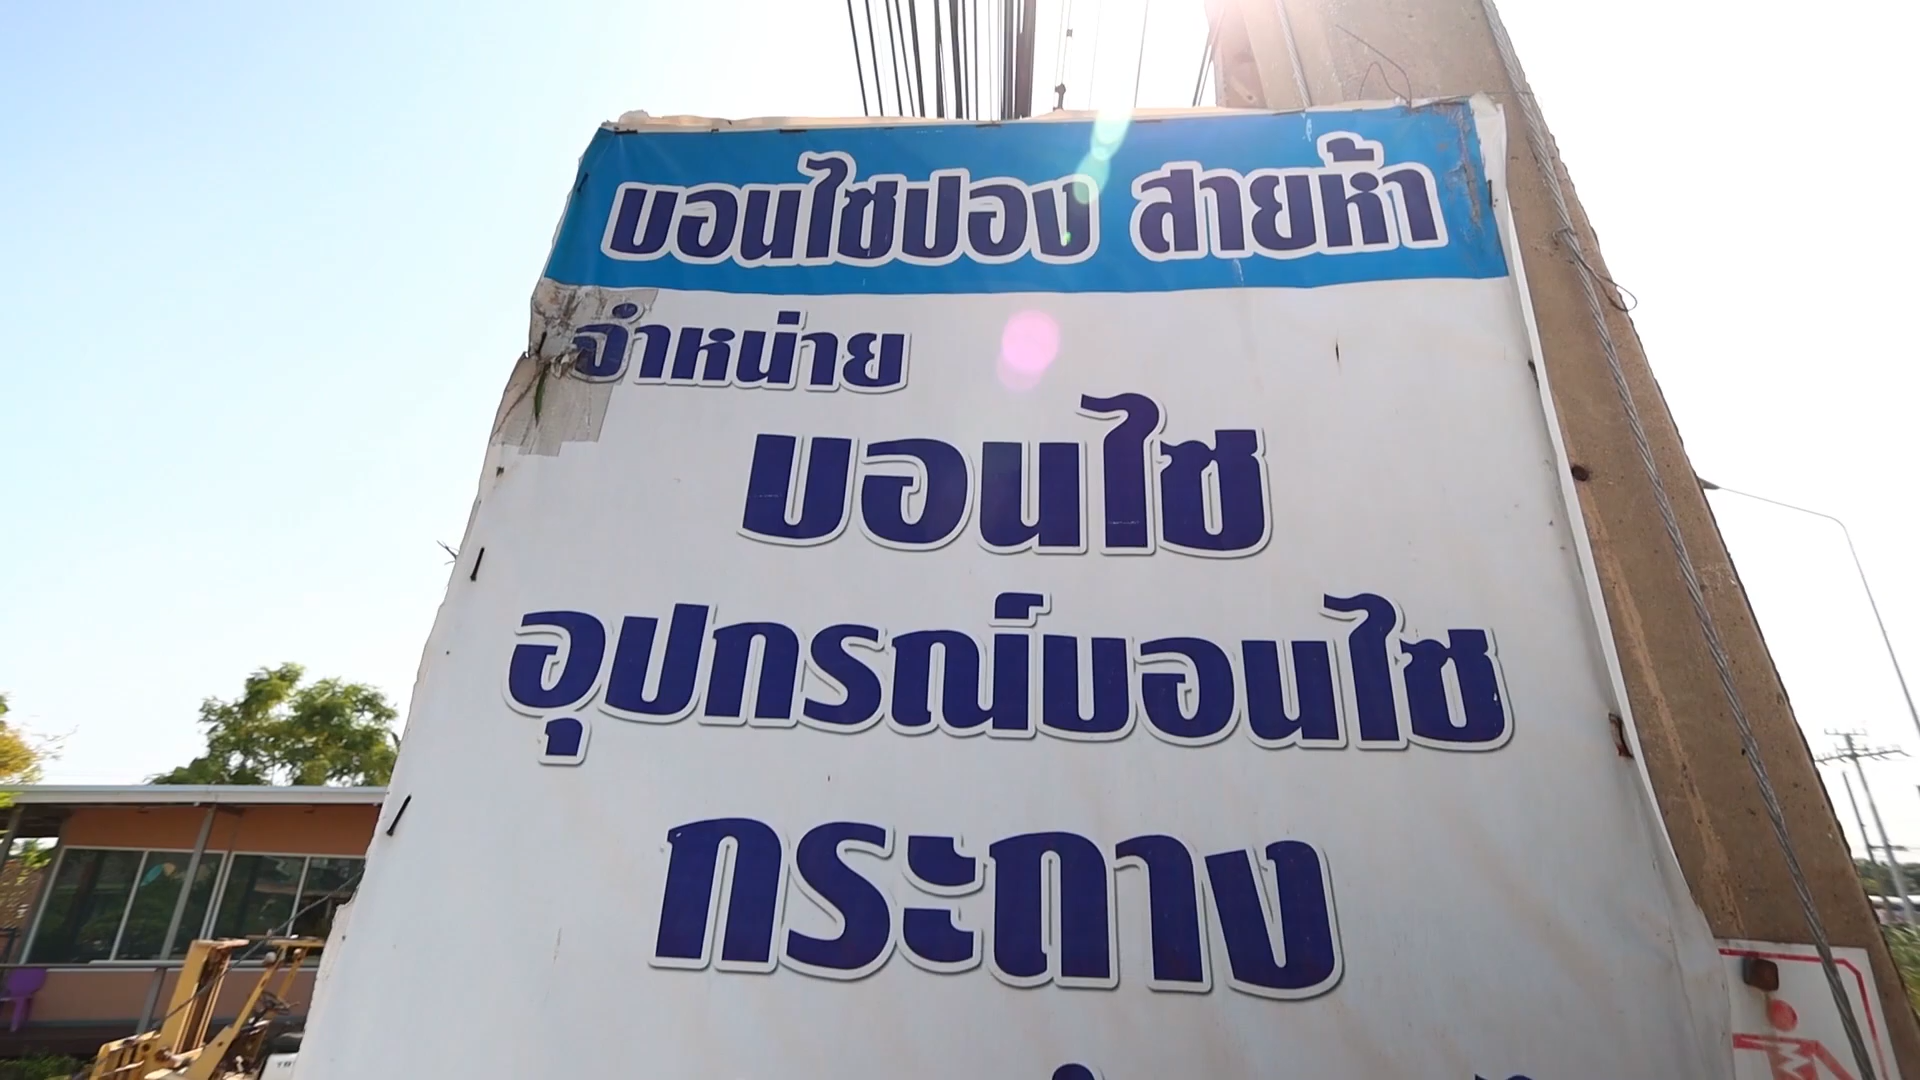 บอนไซปอง สายห้า
จำหน่าย
บอนไซ
อุปกรณ์บอนไซ
กระถาง